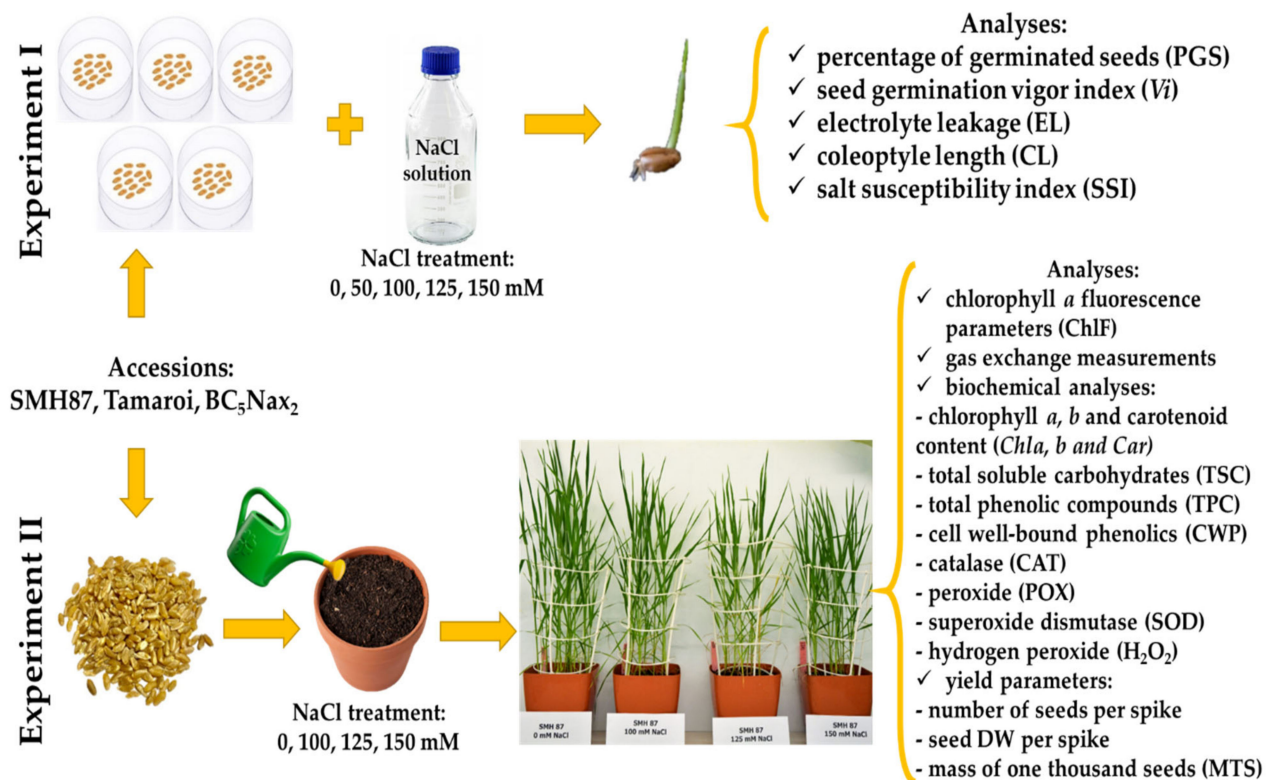 Experiment I
NaCl
solution
NaCl treatment:
0, 50, 100, 125, 150 mM
Analyses:
✓ percentage of germinated seeds (PGS)
✓ seed germination vigor index (Vi)
✓ electrolyte leakage (EL)
✓ coleoptyle length (CL)
✓ salt susceptibility index (SSI)
Accessions:
SMH87, Tamaroi, BC₅Nax₂
Experiment II
NaCl treatment:
0, 100, 125, 150 mM
SMH 87
0 mM NaCl
SMH 87
100 mM NaCl
SMH 87
125 mM NaCl
SMH 87
150 mM NaCl
Analyses:
✓ chlorophyll a fluorescence
parameters (ChlF)
✓ gas exchange measurements
✓ biochemical analyses:
- chlorophyll a, b and carotenoid
content (Chla, b and Car)
- total soluble carbohydrates (TSC)
- total phenolic compounds (TPC)
- cell well-bound phenolics (CWP)
- catalase (CAT)
- peroxide (POX)
- superoxide dismutase (SOD)
- hydrogen peroxide (H₂O₂)
✓ yield parameters:
- number of seeds per spike
- seed DW per spike
- mass of one thousand seeds (MTS)